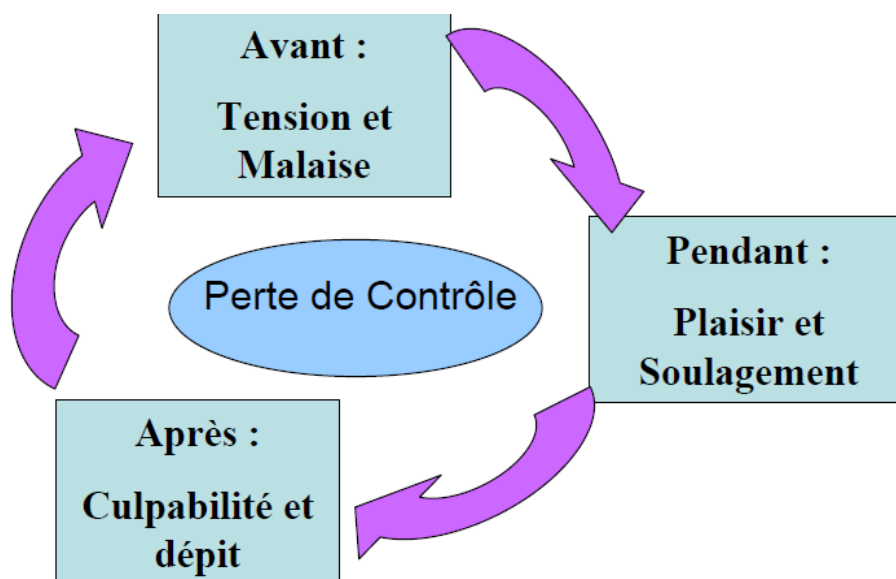 Avant :
Tension et
Malaise
Pendant :
Plaisir et
Soulagement
Perte de Contrôle
Après :
Culpabilité et
dépit